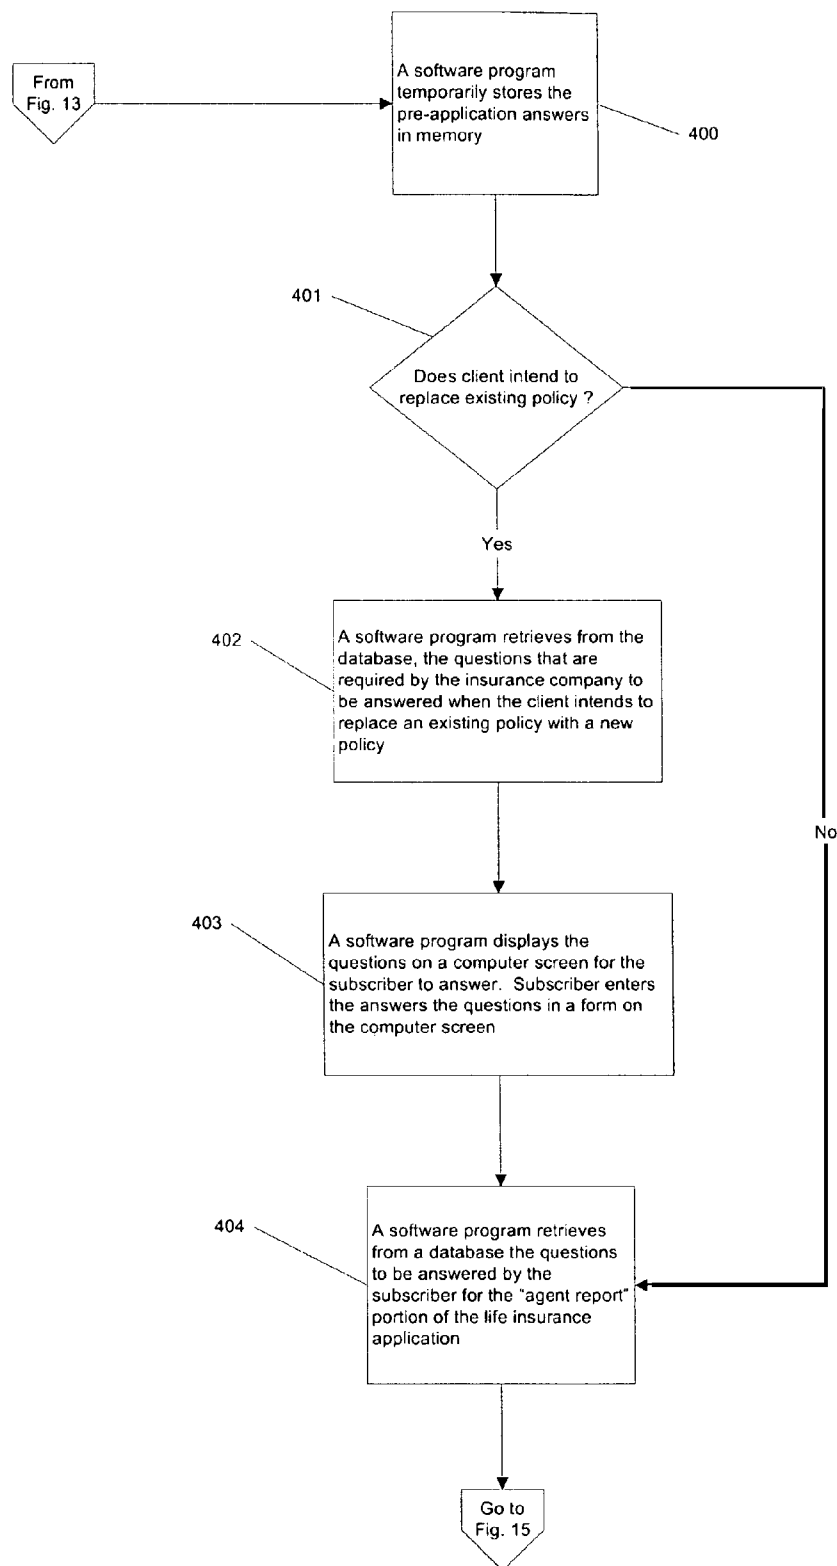 From
Fig. 13
A software program
temporarily stores the
pre-application answers
in memory
400
401
Does client intend to
replace existing policy ?
Yes
402
A software program retrieves from the
database, the questions that are
required by the insurance company to
be answered when the client intends to
replace an existing policy with a new
policy
No
403
A software program displays the
questions on a computer screen for the
subscriber to answer.  Subscriber enters
the answers the questions in a form on
the computer screen
404
A software program retrieves
from a database the questions
to be answered by the
subscriber for the "agent report"
portion of the life insurance
application
Go to
Fig. 15